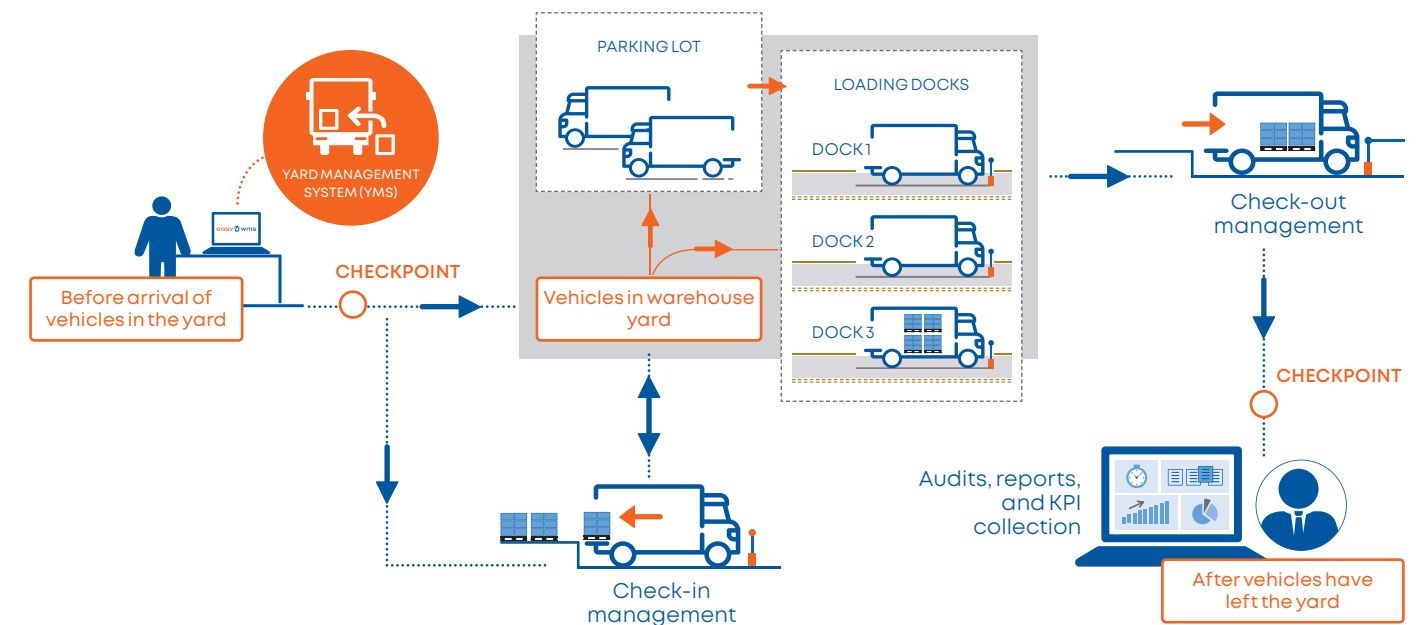 YARD MANAGEMENT
SYSTEM (YMS)
easy wms
Before arrival of
vehicles in the yard
CHECKPOINT
PARKING LOT
LOADING DOCKS
DOCK 1
DOCK 2
DOCK 3
Vehicles in warehouse
yard
Check-in
management
Check-out
management
CHECKPOINT
Audits, reports,
and KPI
collection
After vehicles have
left the yard